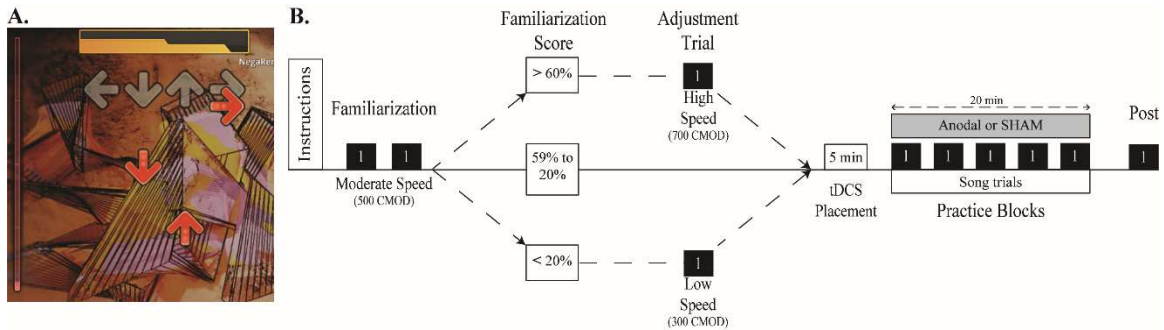 A.
NegaRen
B.
Instructions
Familiarization
1 1
Moderate Speed
(500 CMOD)
Familiarization
Score
> 60%
59% to
20%
< 20%
Adjustment
Trial
1
High
Speed
(700 CMOD)
1
Low
Speed
(300 CMOD)
5 min
tDCS
Placement
20 min
Anodal or SHAM
1 1 1 1 1
Song trials
Practice Blocks
Post
1